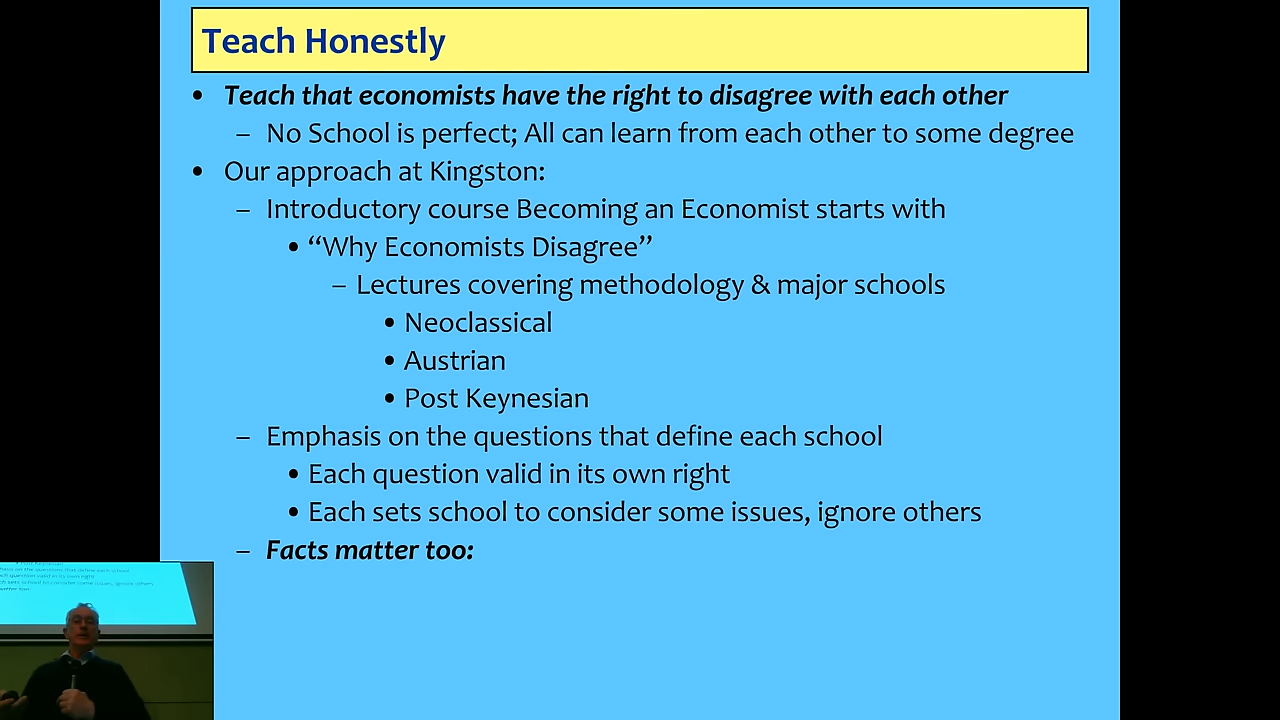 Teach Honestly
• Teach that economists have the right to disagree with each other
– No School is perfect; All can learn from each other to some degree
• Our approach at Kingston:
– Introductory course Becoming an Economist starts with
• “Why Economists Disagree”
– Lectures covering methodology & major schools
• Neoclassical
• Austrian
• Post Keynesian
– Emphasis on the questions that define each school
• Each question valid in its own right
• Each sets school to consider some issues, ignore others
– Facts matter too: